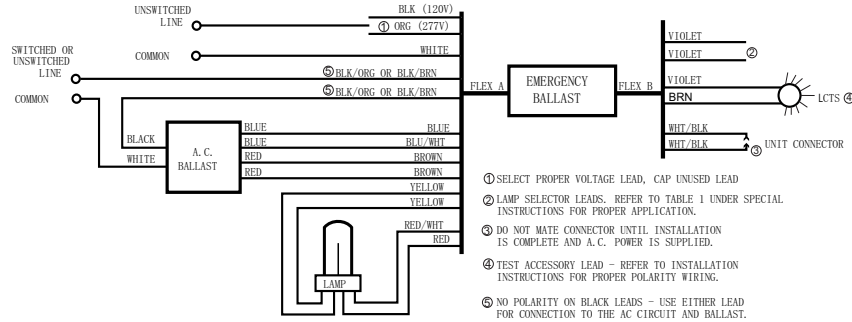 UNSWITCHED
LINE
BLK (120V)
① ORG (277V)
COMMON
WHITE
SWITCHED OR
UNSWITCHED
LINE
⑤ BLK/ORG OR BLK/BRN
COMMON
⑤ BLK/ORG OR BLK/BRN
FLEX A
EMERGENCY
BALLAST
FLEX B
VIOLET
VIOLET
②
VIOLET
BRN
LCTS ④
WHT/BLK
WHT/BLK
③ UNIT CONNECTOR
BLACK
WHITE
A.C.
BALLAST
BLUE
BLUE
RED
RED
BLUE
BLU/WHT
BROWN
BROWN
YELLOW
YELLOW
RED/WHT
RED
LAMP
① SELECT PROPER VOLTAGE LEAD, CAP UNUSED LEAD
② LAMP SELECTOR LEADS. REFER TO TABLE 1 UNDER SPECIAL
INSTRUCTIONS FOR PROPER APPLICATION.
③ DO NOT MATE CONNECTOR UNTIL INSTALLATION
IS COMPLETE AND A.C. POWER IS SUPPLIED.
④ TEST ACCESSORY LEAD - REFER TO INSTALLATION
INSTRUCTIONS FOR PROPER POLARITY WIRING.
⑤ NO POLARITY ON BLACK LEADS - USE EITHER LEAD
FOR CONNECTION TO THE AC CIRCUIT AND BALLAST.